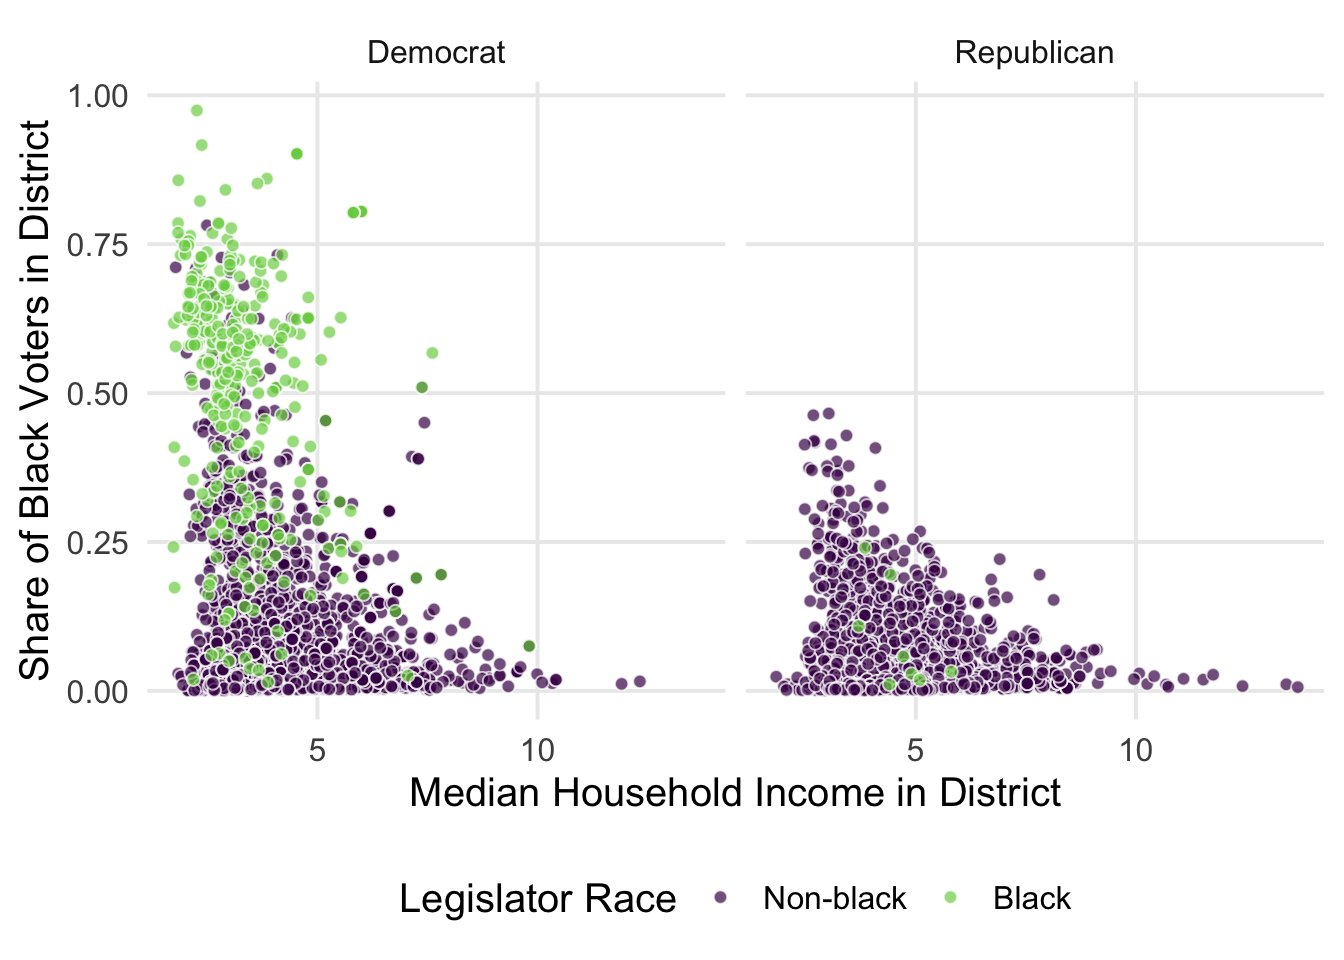 Democrat
Republican
1.00
0.75
0.50
0.25
0.00
Share of Black Voters in District
5
10
5
10
Median Household Income in District
Legislator Race
Non-black
Black